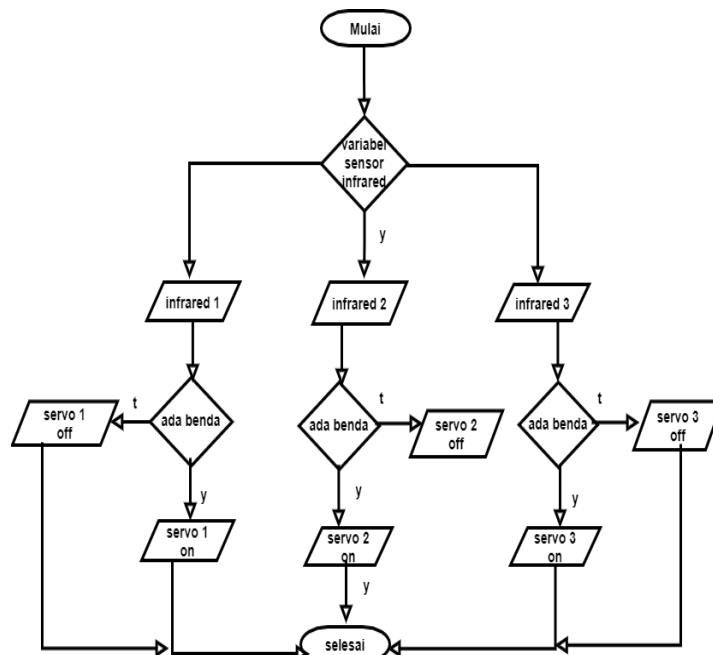 Mulai
variabel
sensor
infrared
y
infrared 1
infrared 2
infrared 3
t
t
t
servo 1
off
ada benda
ada benda
servo 2
off
ada benda
servo 3
off
y
y
y
servo 1
on
servo 2
on
servo 3
on
y
selesai